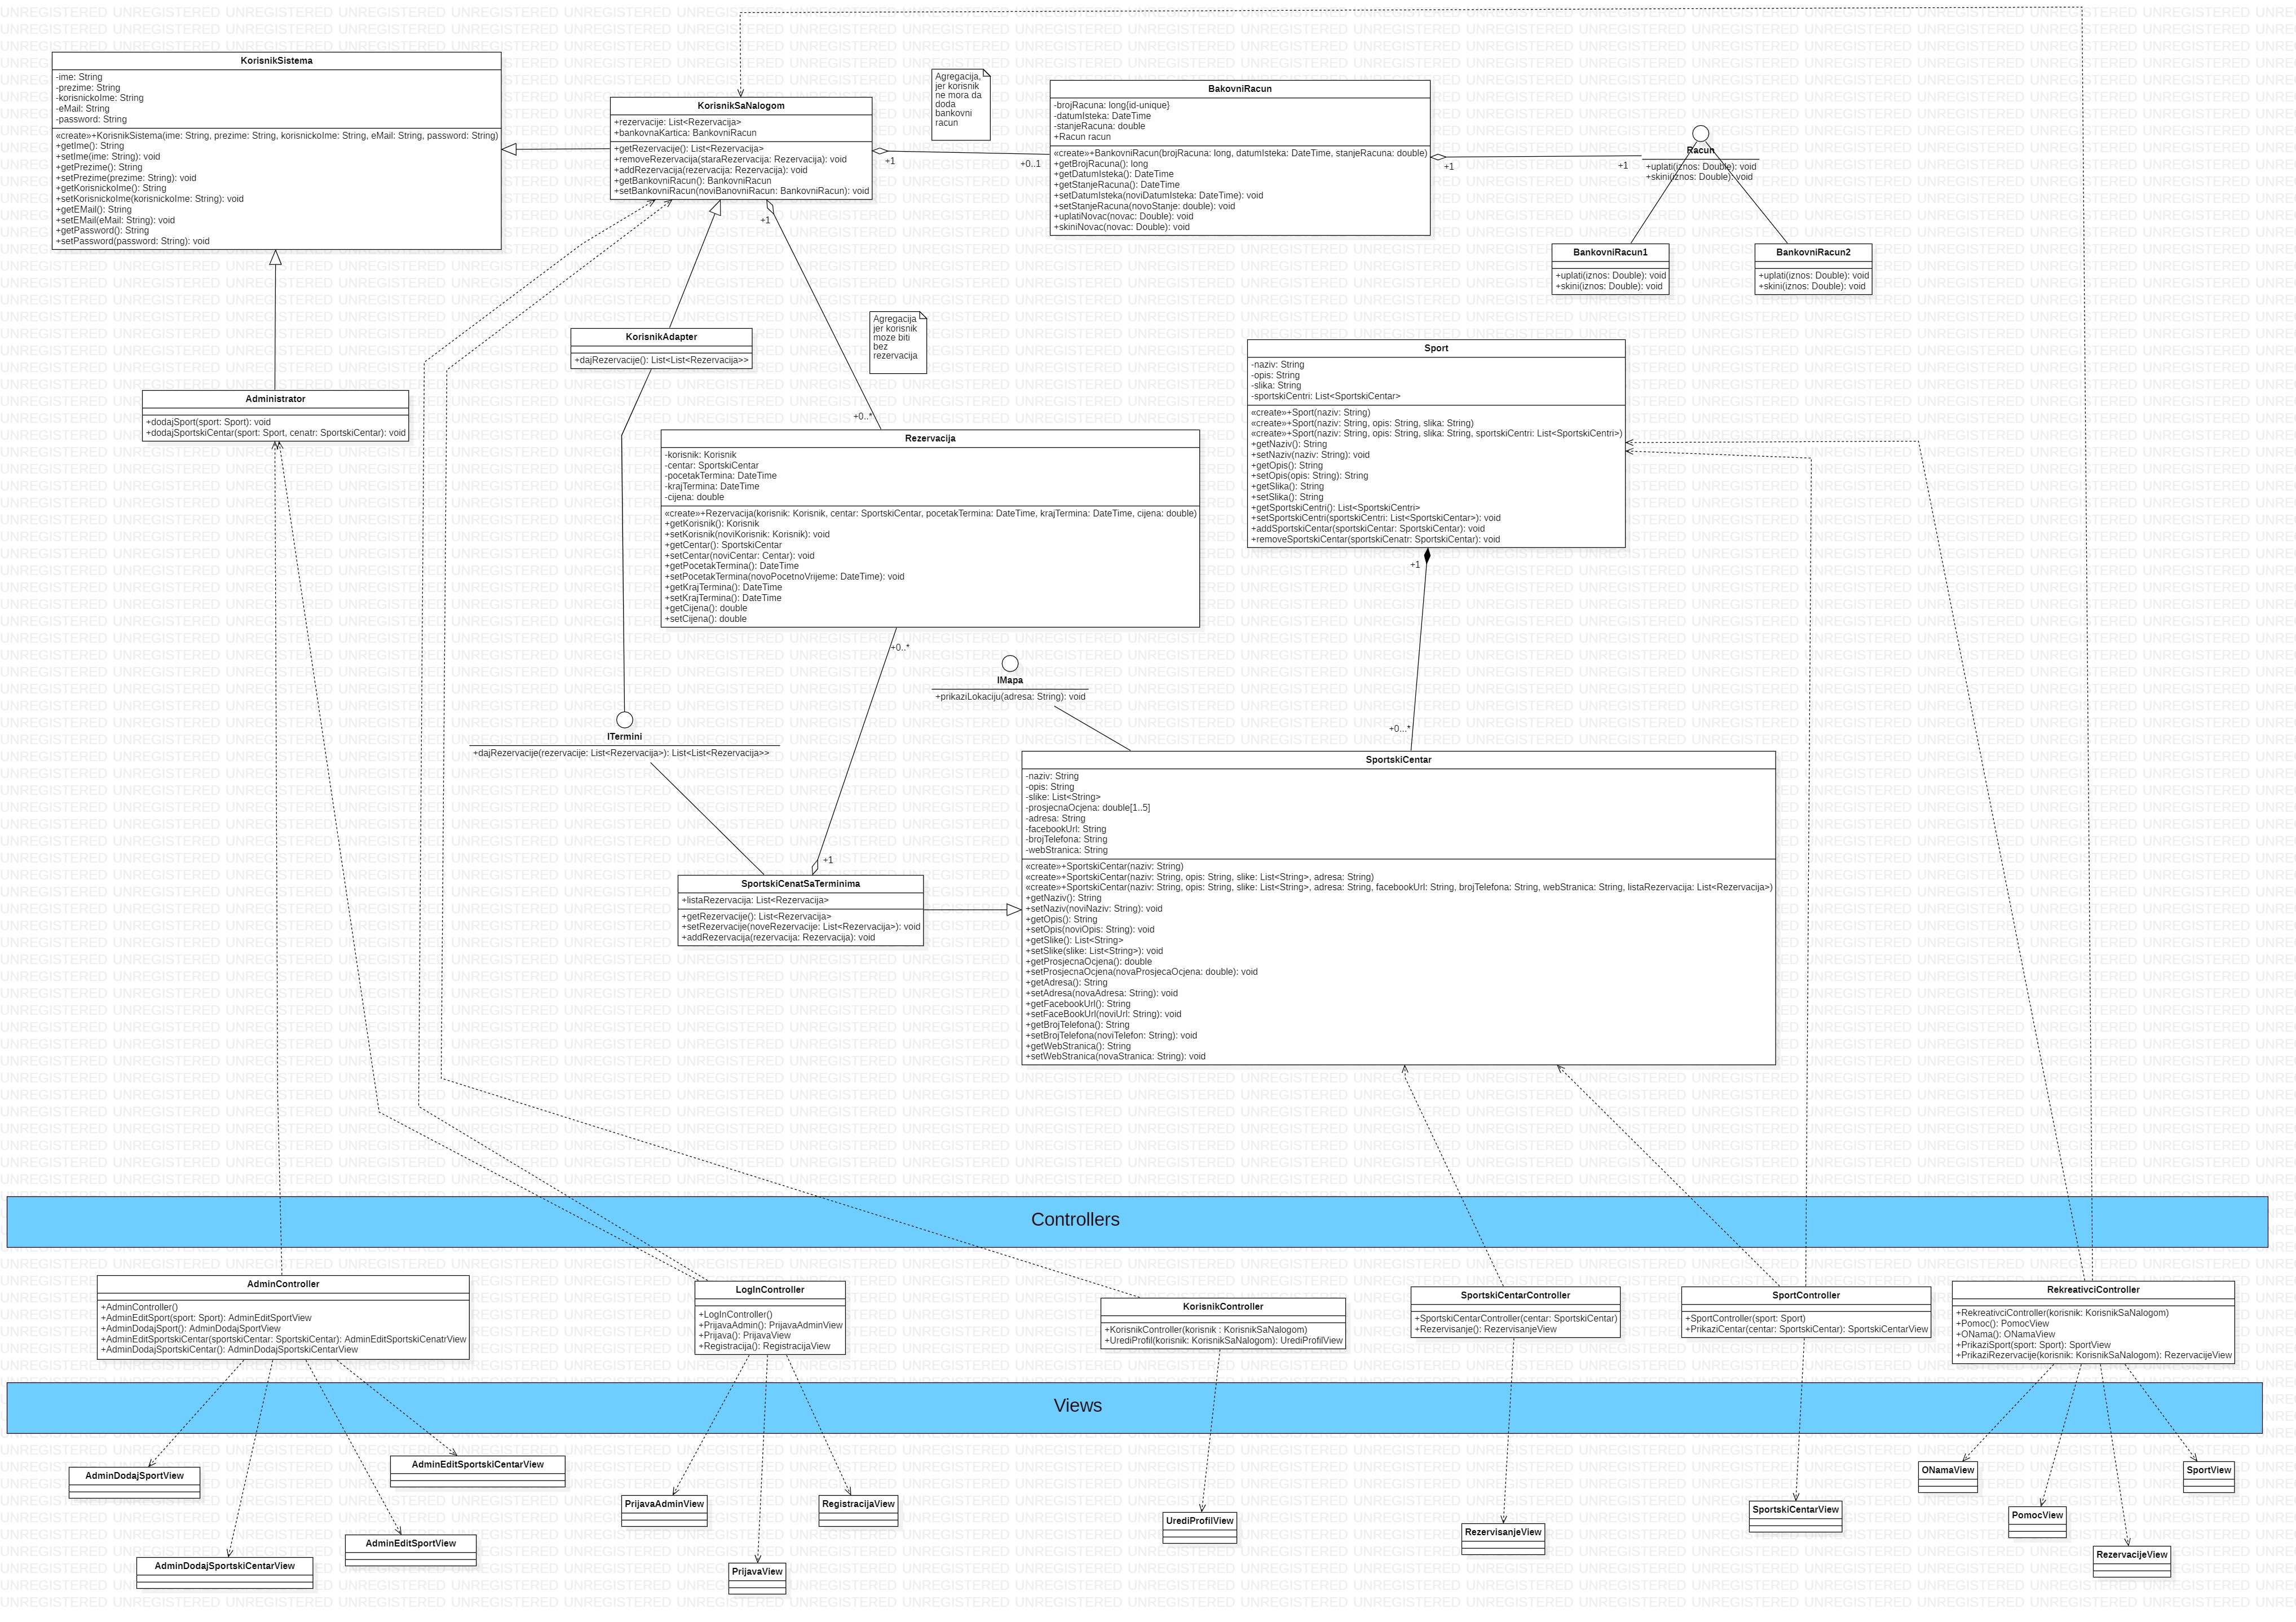 KorisnikSistema
-ime: String
-prezime: String
-korisnickoIme: String
-eMail: String
-password: String
«create»+KorisnikSistema(ime: String, prezime: String, korisnickoIme: String, eMail: String, password: String)
+getIme(): String
+setIme(ime: String): void
+getPrezime(): String
+setPrezime(prezime: String): void
+getKorisnickoIme(): String
+setKorisnickoIme(korisnickoIme: String): void
+getEMail(): String
+setEMail(eMail: String): void
+getPassword(): String
+setPassword(password: String): void
KorisnikSaNalogom
+rezervacije: List<Rezervacija>
+bankovnaKartica: BankovniRacun
+getRezervacije(): List<Rezervacija>
+removeRezervacija(staraRezervacija: Rezervacija): void
+addRezervacija(rezervacija: Rezervacija): void
+getBankovniRacun(): BankovniRacun
+setBankovniRacun(noviBanovniRacun: BankovniRacun): void
+1
+0..1
+1
Agregacija,
jer korisnik
ne mora da
doda
bankovni
racun
BakovniRacun
-brojRacuna: long{id-unique}
-datumIsteka: DateTime
-stanjeRacuna: double
+Racun racun
«create»+BankovniRacun(brojRacuna: long, datumIsteka: DateTime, stanjeRacuna: double)
+getBrojRacuna(): long
+getDatumIsteka(): DateTime
+getStanjeRacuna(): DateTime
+setDatumIsteka(noviDatumIsteka: DateTime): void
+setStanjeRacuna(novoStanje: double): void
+uplatiNovac(novac: Double): void
+skiniNovac(novac: Double): void
+1
+1
Racun
+uplati(iznos: Double): void
+skini(iznos: Double): void
BankovniRacun1
+uplati(iznos: Double): void
+skini(iznos: Double): void
BankovniRacun2
+uplati(iznos: Double): void
+skini(iznos: Double): void
KorisnikAdapter
+dajRezervacije(): List<List<Rezervacija>>
Agregacija
jer korisnik
moze biti
bez
rezervacija
Administrator
+dodajSport(sport: Sport): void
+dodajSportskiCentar(sport: Sport, cenatr: SportskiCentar): void
+0..*
Rezervacija
-korisnik: Korisnik
-centar: SportskiCentar
-pocetakTermina: DateTime
-krajTermina: DateTime
-cijena: double
«create»+Rezervacija(korisnik: Korisnik, centar: SportskiCentar, pocetakTermina: DateTime, krajTermina: DateTime, cijena: double)
+getKorisnik(): Korisnik
+setKorisnik(noviKorisnik: Korisnik): void
+getCentar(): SportskiCentar
+setCentar(noviCentar: Centar): void
+getPocetakTermina(): DateTime
+setPocetakTermina(novoPocetnoVrijeme: DateTime): void
+getKrajTermina(): DateTime
+setKrajTermina(): DateTime
+getCijena(): double
+setCijena(): double
+0..*
Sport
-naziv: String
-opis: String
-slika: String
-sportskiCentri: List<SportskiCentar>
«create»+Sport(naziv: String)
«create»+Sport(naziv: String, opis: String, slika: String)
«create»+Sport(naziv: String, opis: String, slika: String, sportskiCentri: List<SportskiCentri>)
+getNaziv(): String
+setNaziv(naziv: String): void
+getOpis(): String
+setOpis(opis: String): String
+getSlika(): String
+setSlika(): String
+getSportskiCentri(): List<SportskiCentri>
+setSportskiCentri(sportskiCentri: List<SportskiCentar>): void
+addSportskiCentar(sportskiCentar: SportskiCentar): void
+removeSportskiCentar(sportskiCenatr: SportskiCentar): void
+1
+0...*
IMapa
+prikaziLokaciju(adresa: String): void
ITermini
+dajRezervacije(rezervacije: List<Rezervacija>): List<List<Rezervacija>>
+1
SportskiCenatSaTerminima
+listaRezervacija: List<Rezervacija>
+getRezervacije(): List<Rezervacija>
+setRezervacije(noveRezervacije: List<Rezervacija>): void
+addRezervacija(rezervacija: Rezervacija): void
SportskiCentar
-naziv: String
-opis: String
-slike: List<String>
-prosjecnaOcjena: double[1..5]
-adresa: String
-facebookUrl: String
-brojTelefona: String
-webStranica: String
«create»+SportskiCentar(naziv: String)
«create»+SportskiCentar(naziv: String, opis: String, slike: List<String>, adresa: String)
«create»+SportskiCentar(naziv: String, opis: String, slike: List<String>, adresa: String, facebookUrl: String, brojTelefona: String, webStranica: String, listaRezervacija: List<Rezervacija>)
+getNaziv(): String
+setNaziv(noviNaziv: String): void
+getOpis(): String
+setOpis(noviOpis: String): void
+getSlike(): List<String>
+setSlike(slike: List<String>): void
+getProsjecnaOcjena(): double
+setProsjecnaOcjena(novaProsjecaOcjena: double): void
+getAdresa(): String
+setAdresa(novaAdresa: String): void
+getFacebookUrl(): String
+setFaceBookUrl(noviUrl: String): void
+getBrojTelefona(): String
+setBrojTelefona(noviTelefon: String): void
+getWebStranica(): String
+setWebStranica(novaStranica: String): void
Controllers
AdminController
+AdminController()
+AdminEditSport(sport: Sport): AdminEditSportView
+AdminDodajSport(): AdminDodajSportView
+AdminEditSportskiCentar(sportskiCentar: SportskiCentar): AdminEditSportskiCenatrView
+AdminDodajSportskiCentar(): AdminDodajSportskiCentarView
LogInController
+LogInController()
+PrijavaAdmin(): PrijavaAdminView
+Prijava(): PrijavaView
+Registracija(): RegistracijaView
KorisnikController
+KorisnikController(korisnik : KorisnikSaNalogom)
+UrediProfil(korisnik: KorisnikSaNalogom): UrediProfilView
SportskiCentarController
+SportskiCentarController(centar: SportskiCentar)
+Rezervisanje(): RezervisanjeView
SportController
+SportController(sport: Sport)
+PrikaziCentar(centar: SportskiCentar): SportskiCentarView
RekreativciController
+RekreativciController(korisnik: KorisnikSaNalogom)
+Pomoc(): PomocView
+ONama(): ONamaView
+PrikaziSport(sport: Sport): SportView
+PrikaziRezervacije(korisnik: KorisnikSaNalogom): RezervacijeView
Views
AdminDodajSportView
AdminEditSportskiCentarView
AdminDodajSportskiCentarView
AdminEditSportView
PrijavaAdminView
RegistracijaView
PrijavaView
UrediProfilView
RezervisanjeView
SportskiCentarView
ONamaView
SportView
PomocView
RezervacijeView